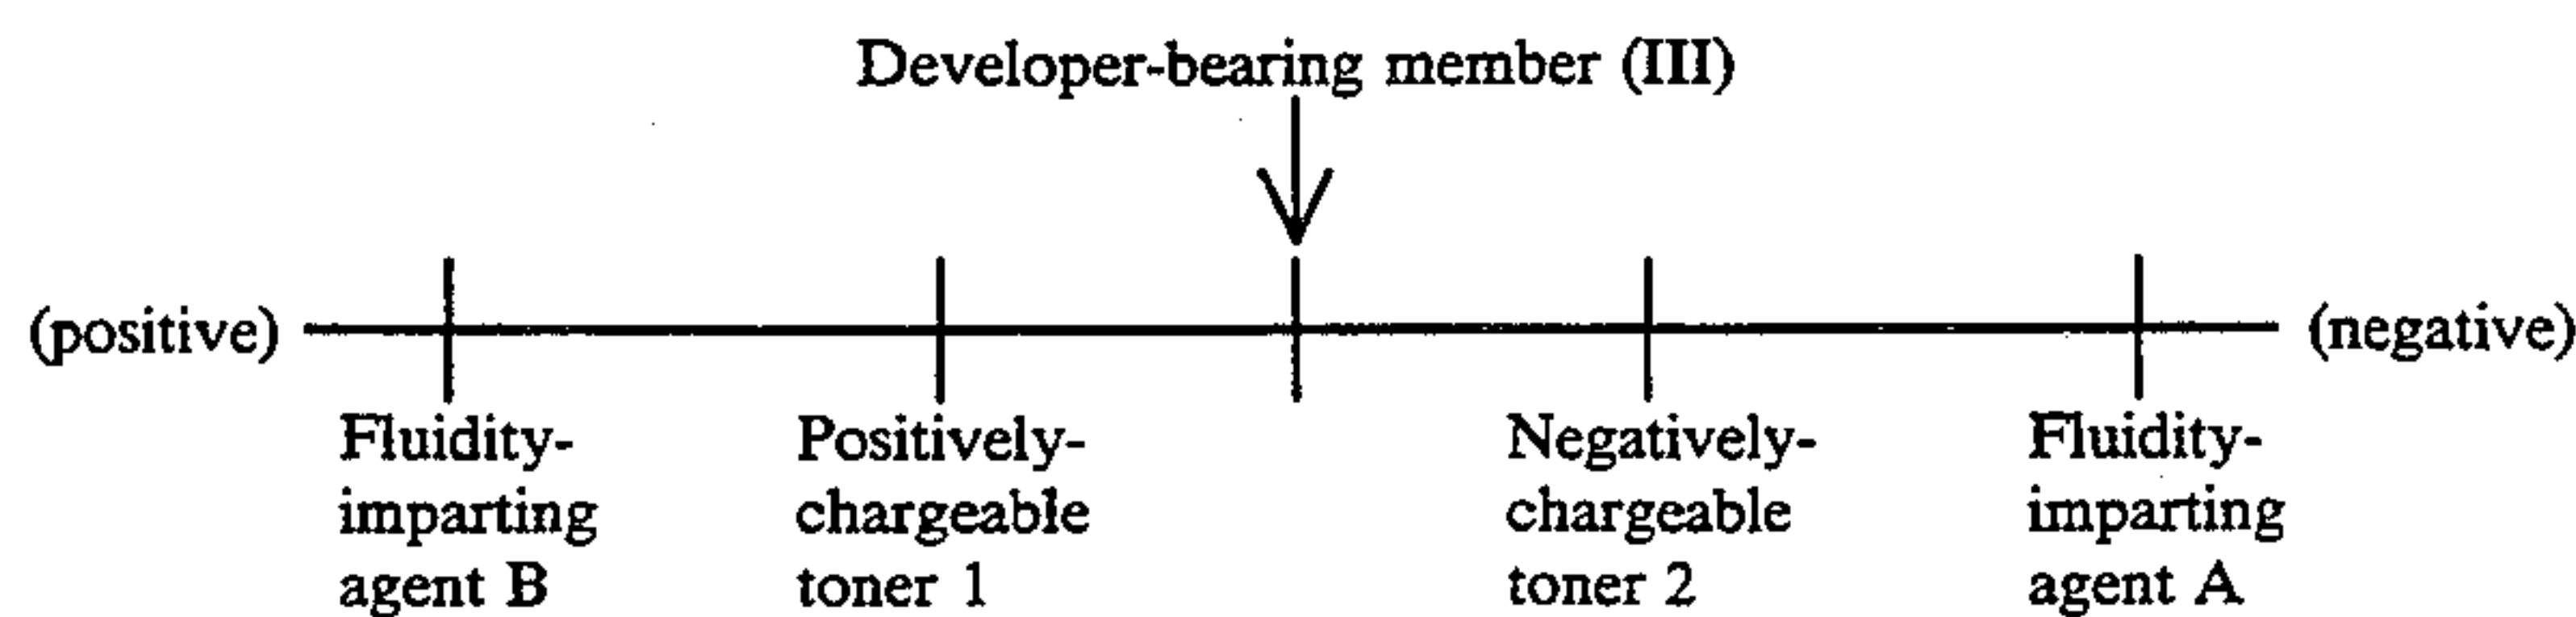 Developer-bearing member (III)
(positive)
(negative)
Fluidity-
imparting
agent B
Positively-
chargeable
toner 1
Negatively-
chargeable
toner 2
Fluidity-
imparting
agent A